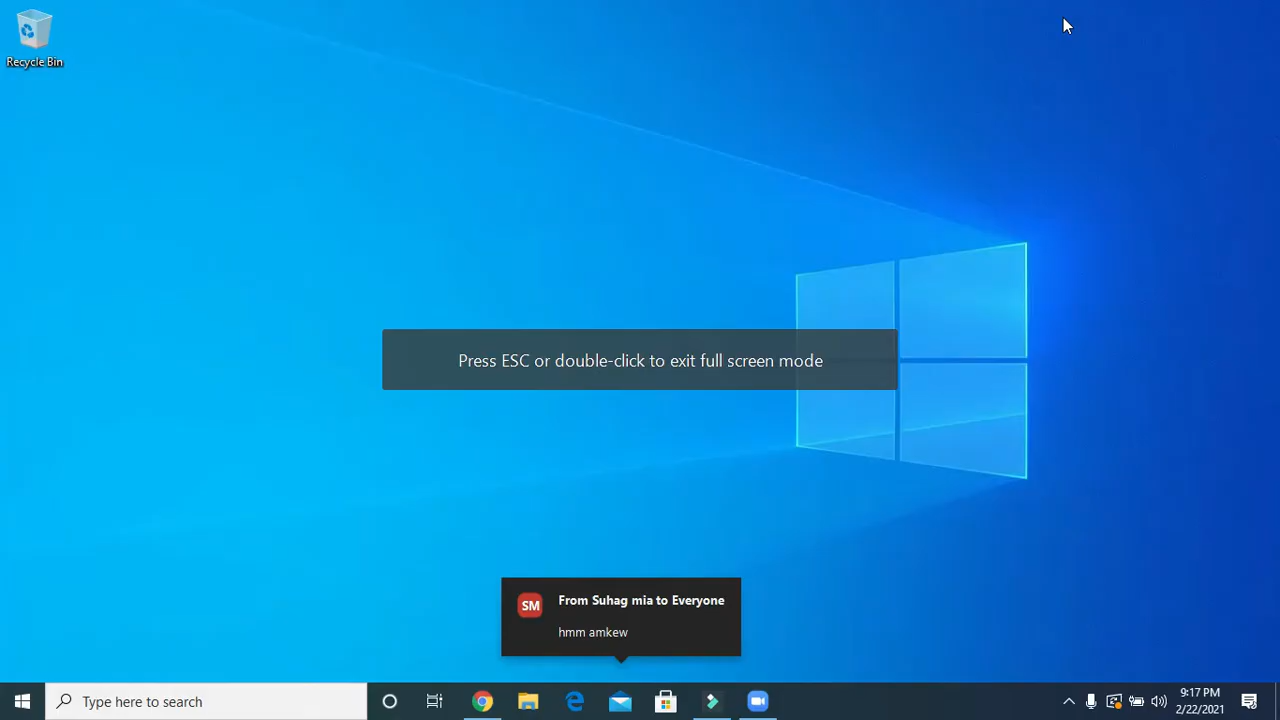 Recycle Bin
Press ESC or double-click to exit full screen mode
SM
From Suhag mia to Everyone
hmm amkew
Type here to search
9:17 PM
2/22/2021